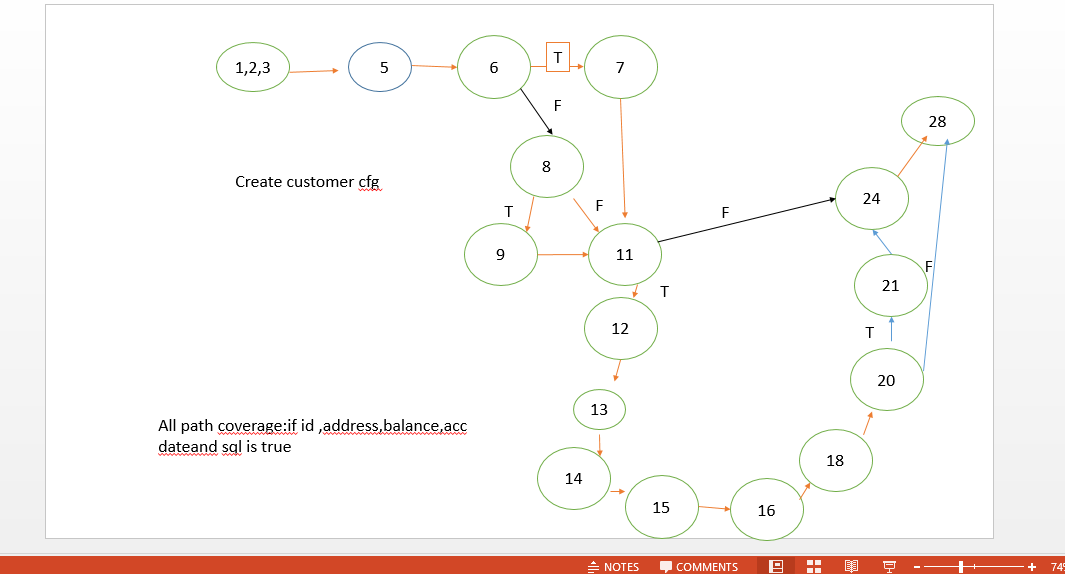 1,2,3
5
6
T
7
F
28
8
Create customer cfg
24
T
F
F
9
11
F
21
T
12
T
20
13
All path coverage:if id ,address,balance,acc
dateand sql is true
18
14
15
16
NOTES
COMMENTS
74%